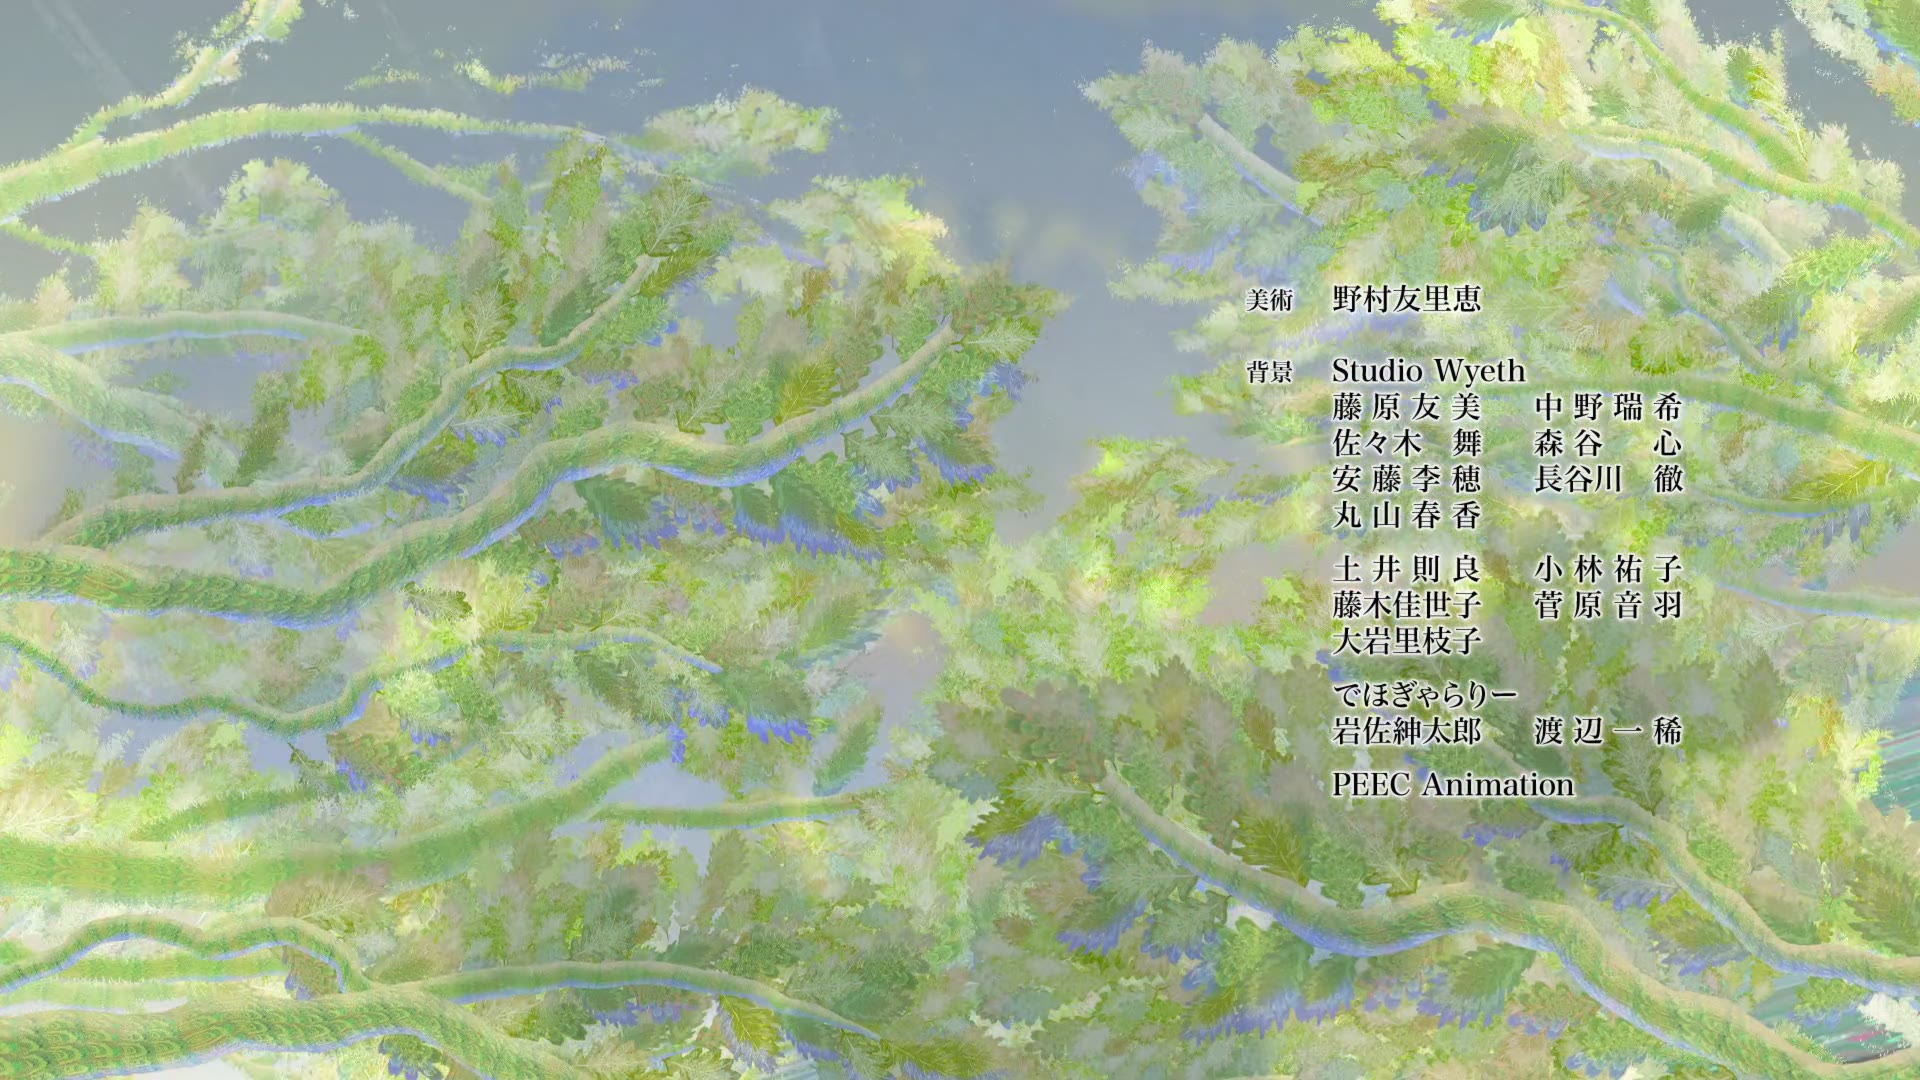 美術 野村友里恵
背景 Studio Wyeth
藤原友美 中野瑞希
佐々木 舞 森谷 心
安藤李穂 長谷川 徹
丸山春香
土井則良 小林祐子
藤木佳世子 菅原音羽
大岩里枝子
でほぎゃらりー
岩佐紳太郎 渡辺一稀
PEEC Animation